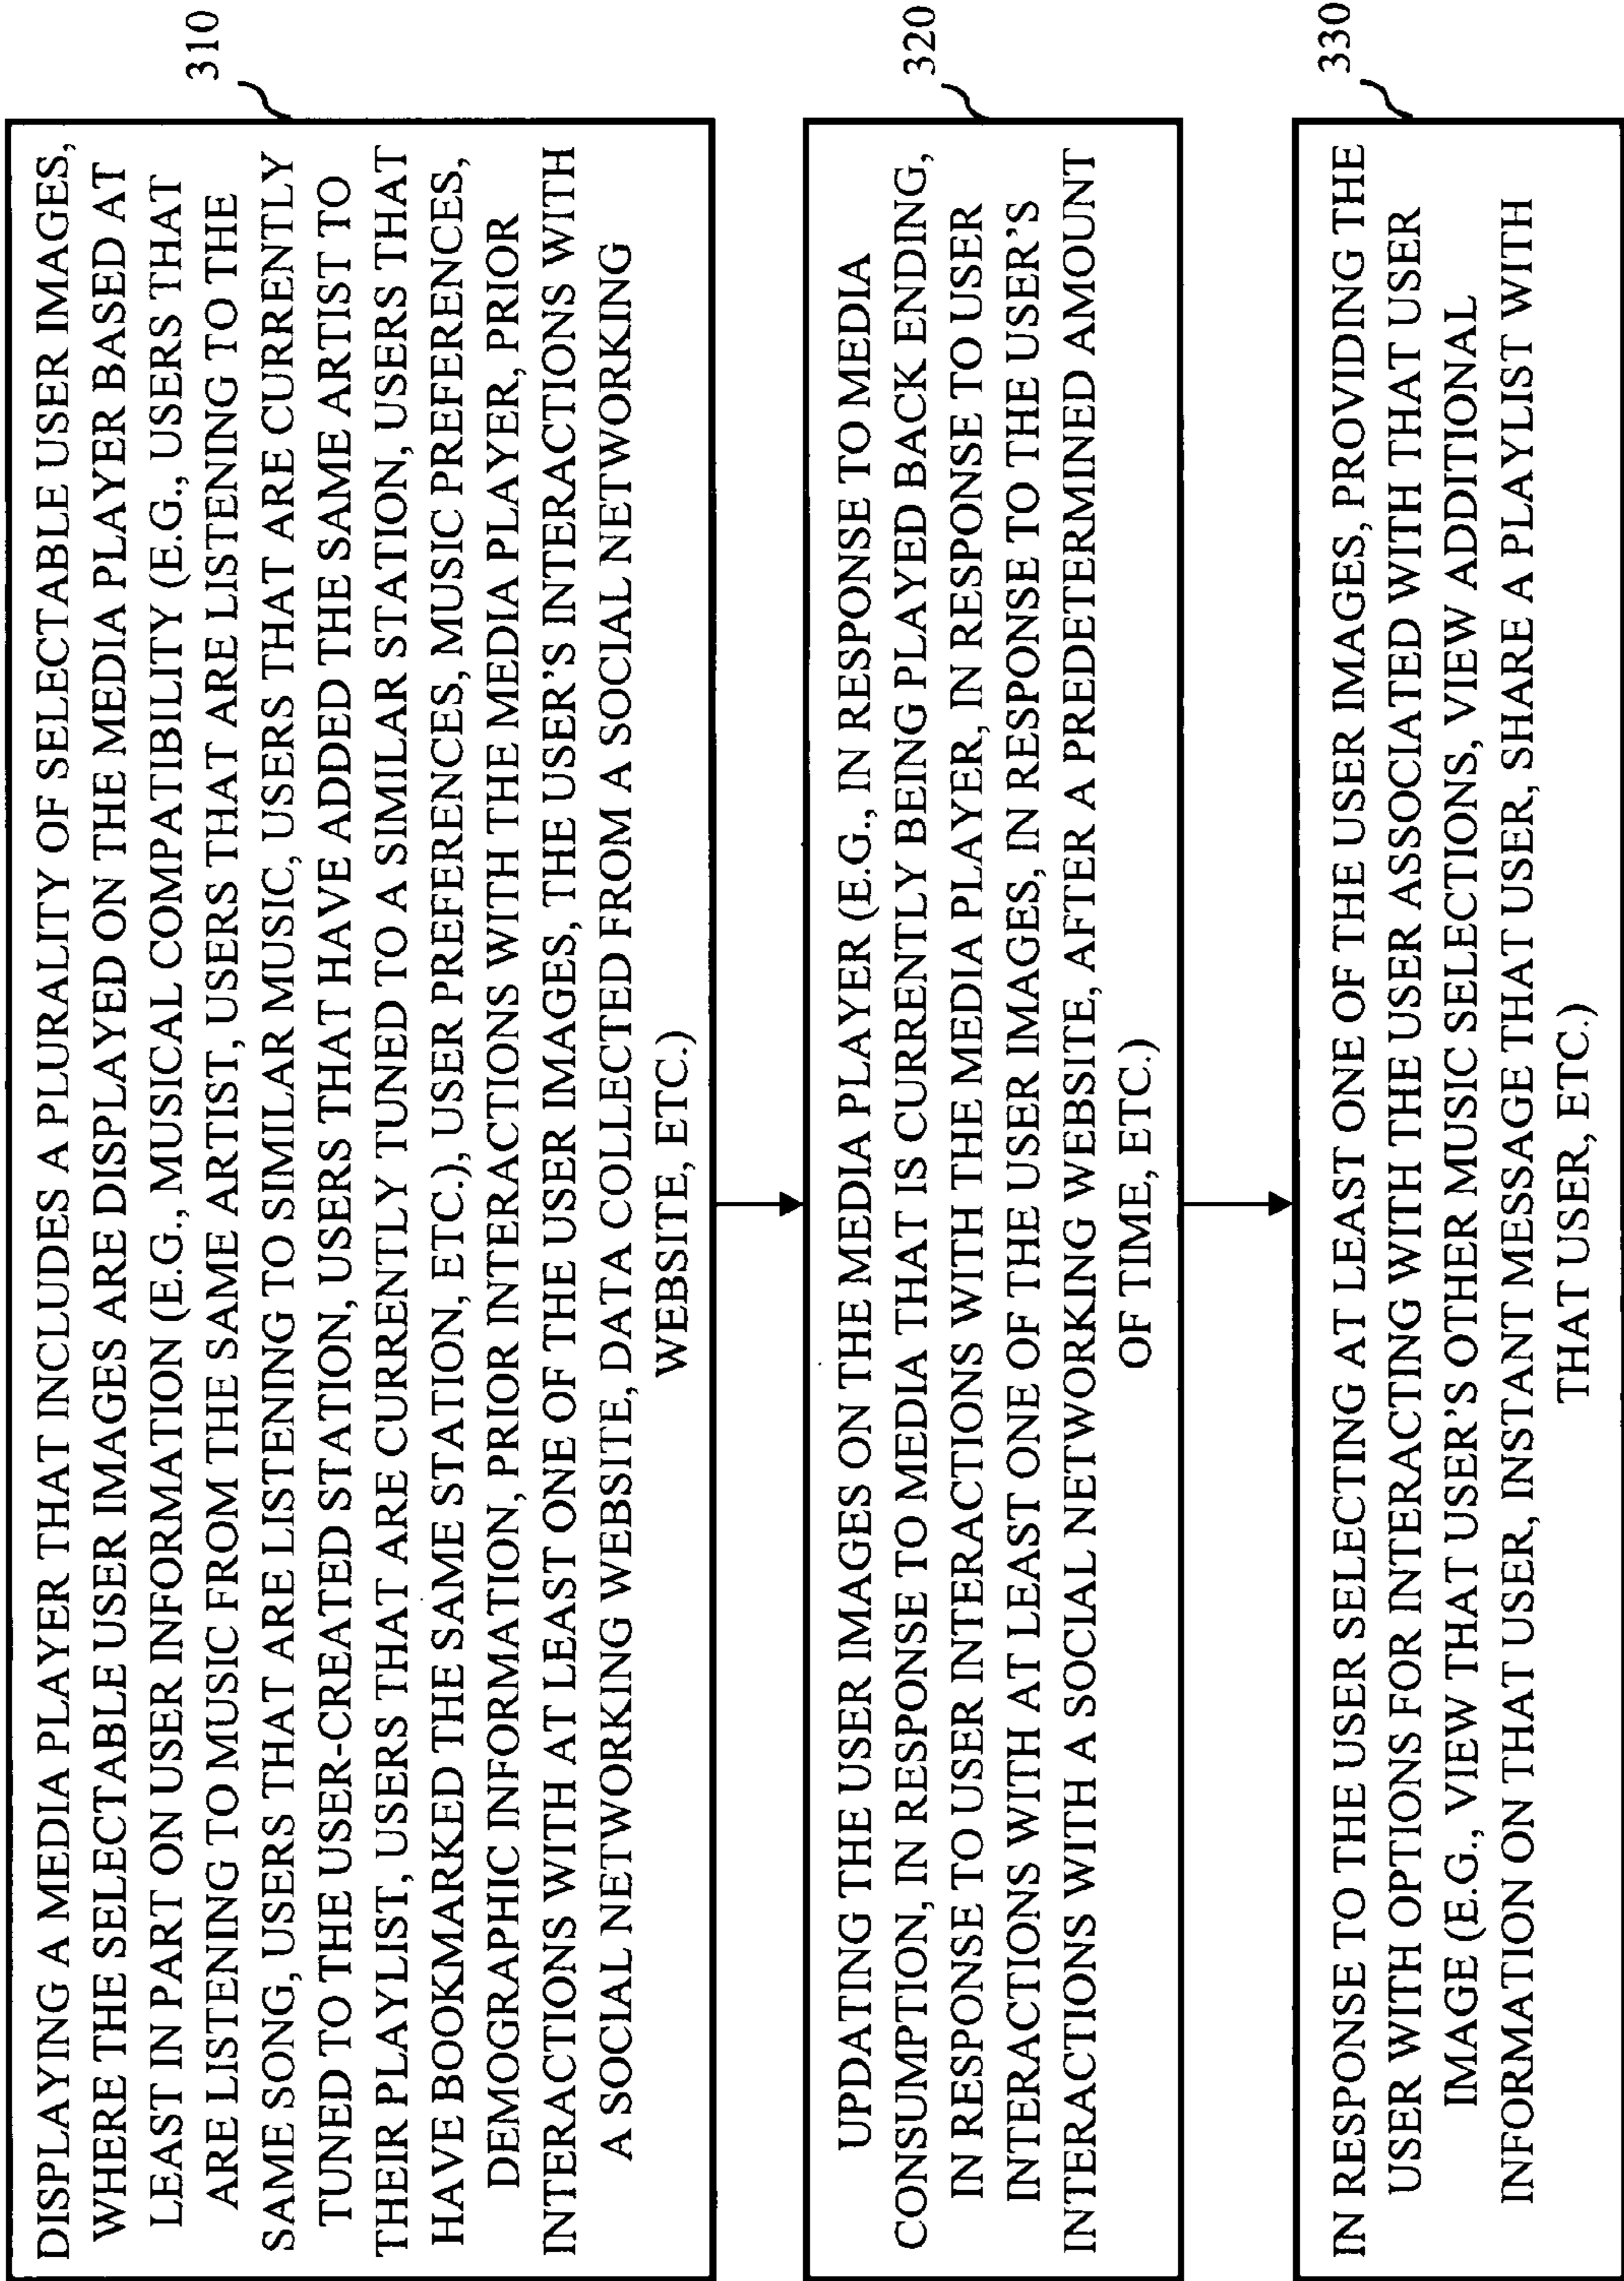 DISPLAYING A MEDIA PLAYER THAT INCLUDES A PLURALITY OF SELECTABLE USER IMAGES,
WHERE THE SELECTABLE USER IMAGES ARE DISPLAYED ON THE MEDIA PLAYER BASED AT
LEAST IN PART ON USER INFORMATION (E.G., MUSICAL COMPATIBILITY (E.G., USERS THAT
ARE LISTENING TO MUSIC FROM THE SAME ARTIST, USERS THAT ARE LISTENING TO THE
SAME SONG, USERS THAT ARE LISTENING TO SIMILAR MUSIC, USERS THAT ARE CURRENTLY
TUNED TO THE USER-CREATED STATION, USERS THAT HAVE ADDED THE SAME ARTIST TO
THEIR PLAYLIST, USERS THAT ARE CURRENTLY TUNED TO A SIMILAR STATION, USERS THAT
HAVE BOOKMARKED THE SAME STATION, ETC.), USER PREFERENCES, MUSIC PREFERENCES,
DEMOGRAPHIC INFORMATION, PRIOR INTERACTIONS WITH THE MEDIA PLAYER, PRIOR
INTERACTIONS WITH AT LEAST ONE OF THE USER IMAGES, THE USER'S INTERACTIONS WITH
A SOCIAL NETWORKING WEBSITE, DATA COLLECTED FROM A SOCIAL NETWORKING
WEBSITE, ETC.)
310
UPDATING THE USER IMAGES ON THE MEDIA PLAYER (E.G., IN RESPONSE TO MEDIA
CONSUMPTION, IN RESPONSE TO MEDIA THAT IS CURRENTLY BEING PLAYED BACK ENDING,
IN RESPONSE TO USER INTERACTIONS WITH THE MEDIA PLAYER, IN RESPONSE TO USER
INTERACTIONS WITH AT LEAST ONE OF THE USER IMAGES, IN RESPONSE TO THE USER'S
INTERACTIONS WITH A SOCIAL NETWORKING WEBSITE, AFTER A PREDETERMINED AMOUNT
OF TIME, ETC.)
320
IN RESPONSE TO THE USER SELECTING AT LEAST ONE OF THE USER IMAGES, PROVIDING THE
USER WITH OPTIONS FOR INTERACTING WITH THE USER ASSOCIATED WITH THAT USER
IMAGE (E.G., VIEW THAT USER'S OTHER MUSIC SELECTIONS, VIEW ADDITIONAL
INFORMATION ON THAT USER, INSTANT MESSAGE THAT USER, SHARE A PLAYLIST WITH
THAT USER, ETC.)
330